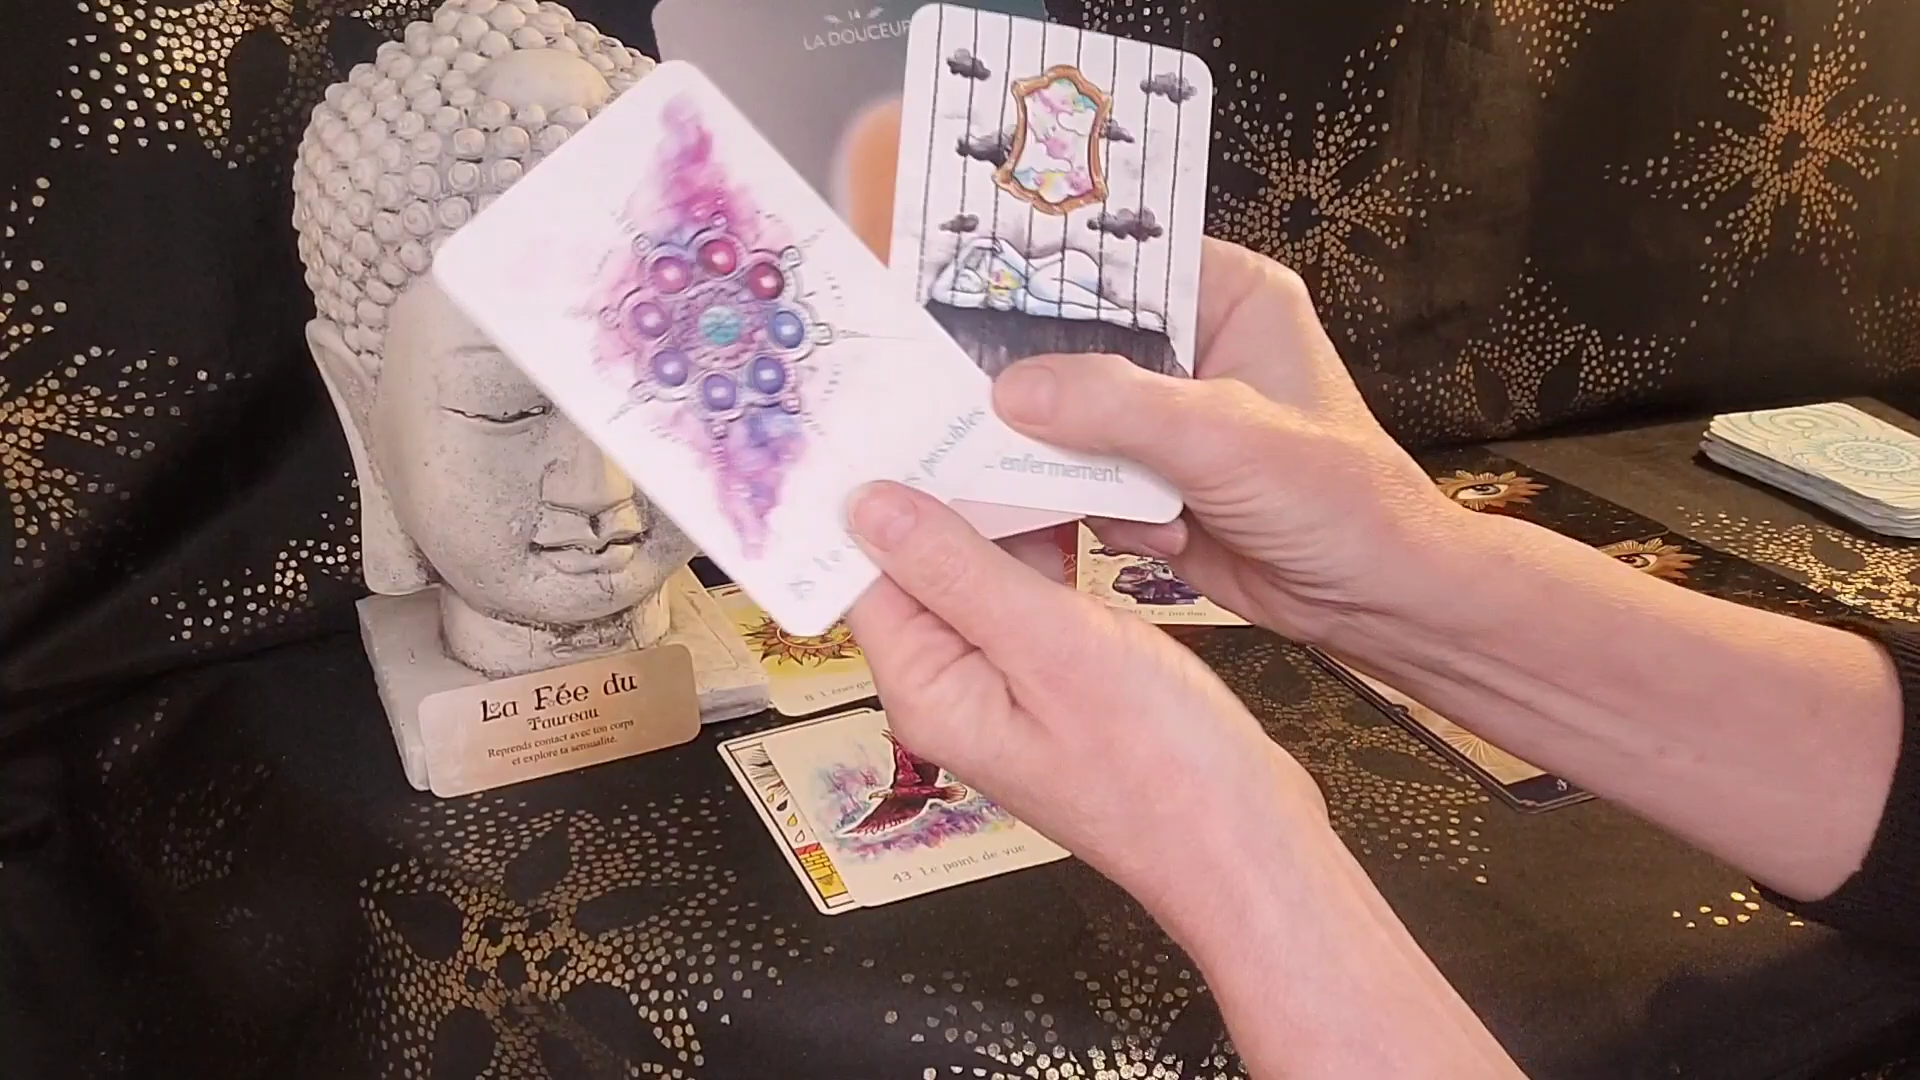 14
LA DOUCEUR
possibles
enfermement
La Fée du
Taureau
Reprends contact avec ton corps
et explore ta sensualité.
43. Le point de vue